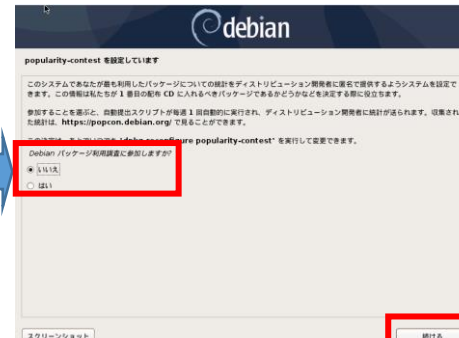 debian
popularity-contest を設定しています
このシステムであなたが最も利用したパッケージについての統計をディストリビューション開発者に匿名で提供するようシステムを設定で
きます。この情報は私たちが 1 番目の配布 CD に入れるべきパッケージであるかどうかなどを決定する際に役立ちます。
参加することを選ぶと、自動提出スクリプトが毎週 1 回自動的に実行され、ディストリビューション開発者に統計が送られます。収集され
た統計は、https://popcon.debian.org/ で見ることができます。
popularity-contest" を実行して変更できます。
Debian パッケージ利用調査に参加しますか?
いいえ
はい
スクリーンショット
続ける